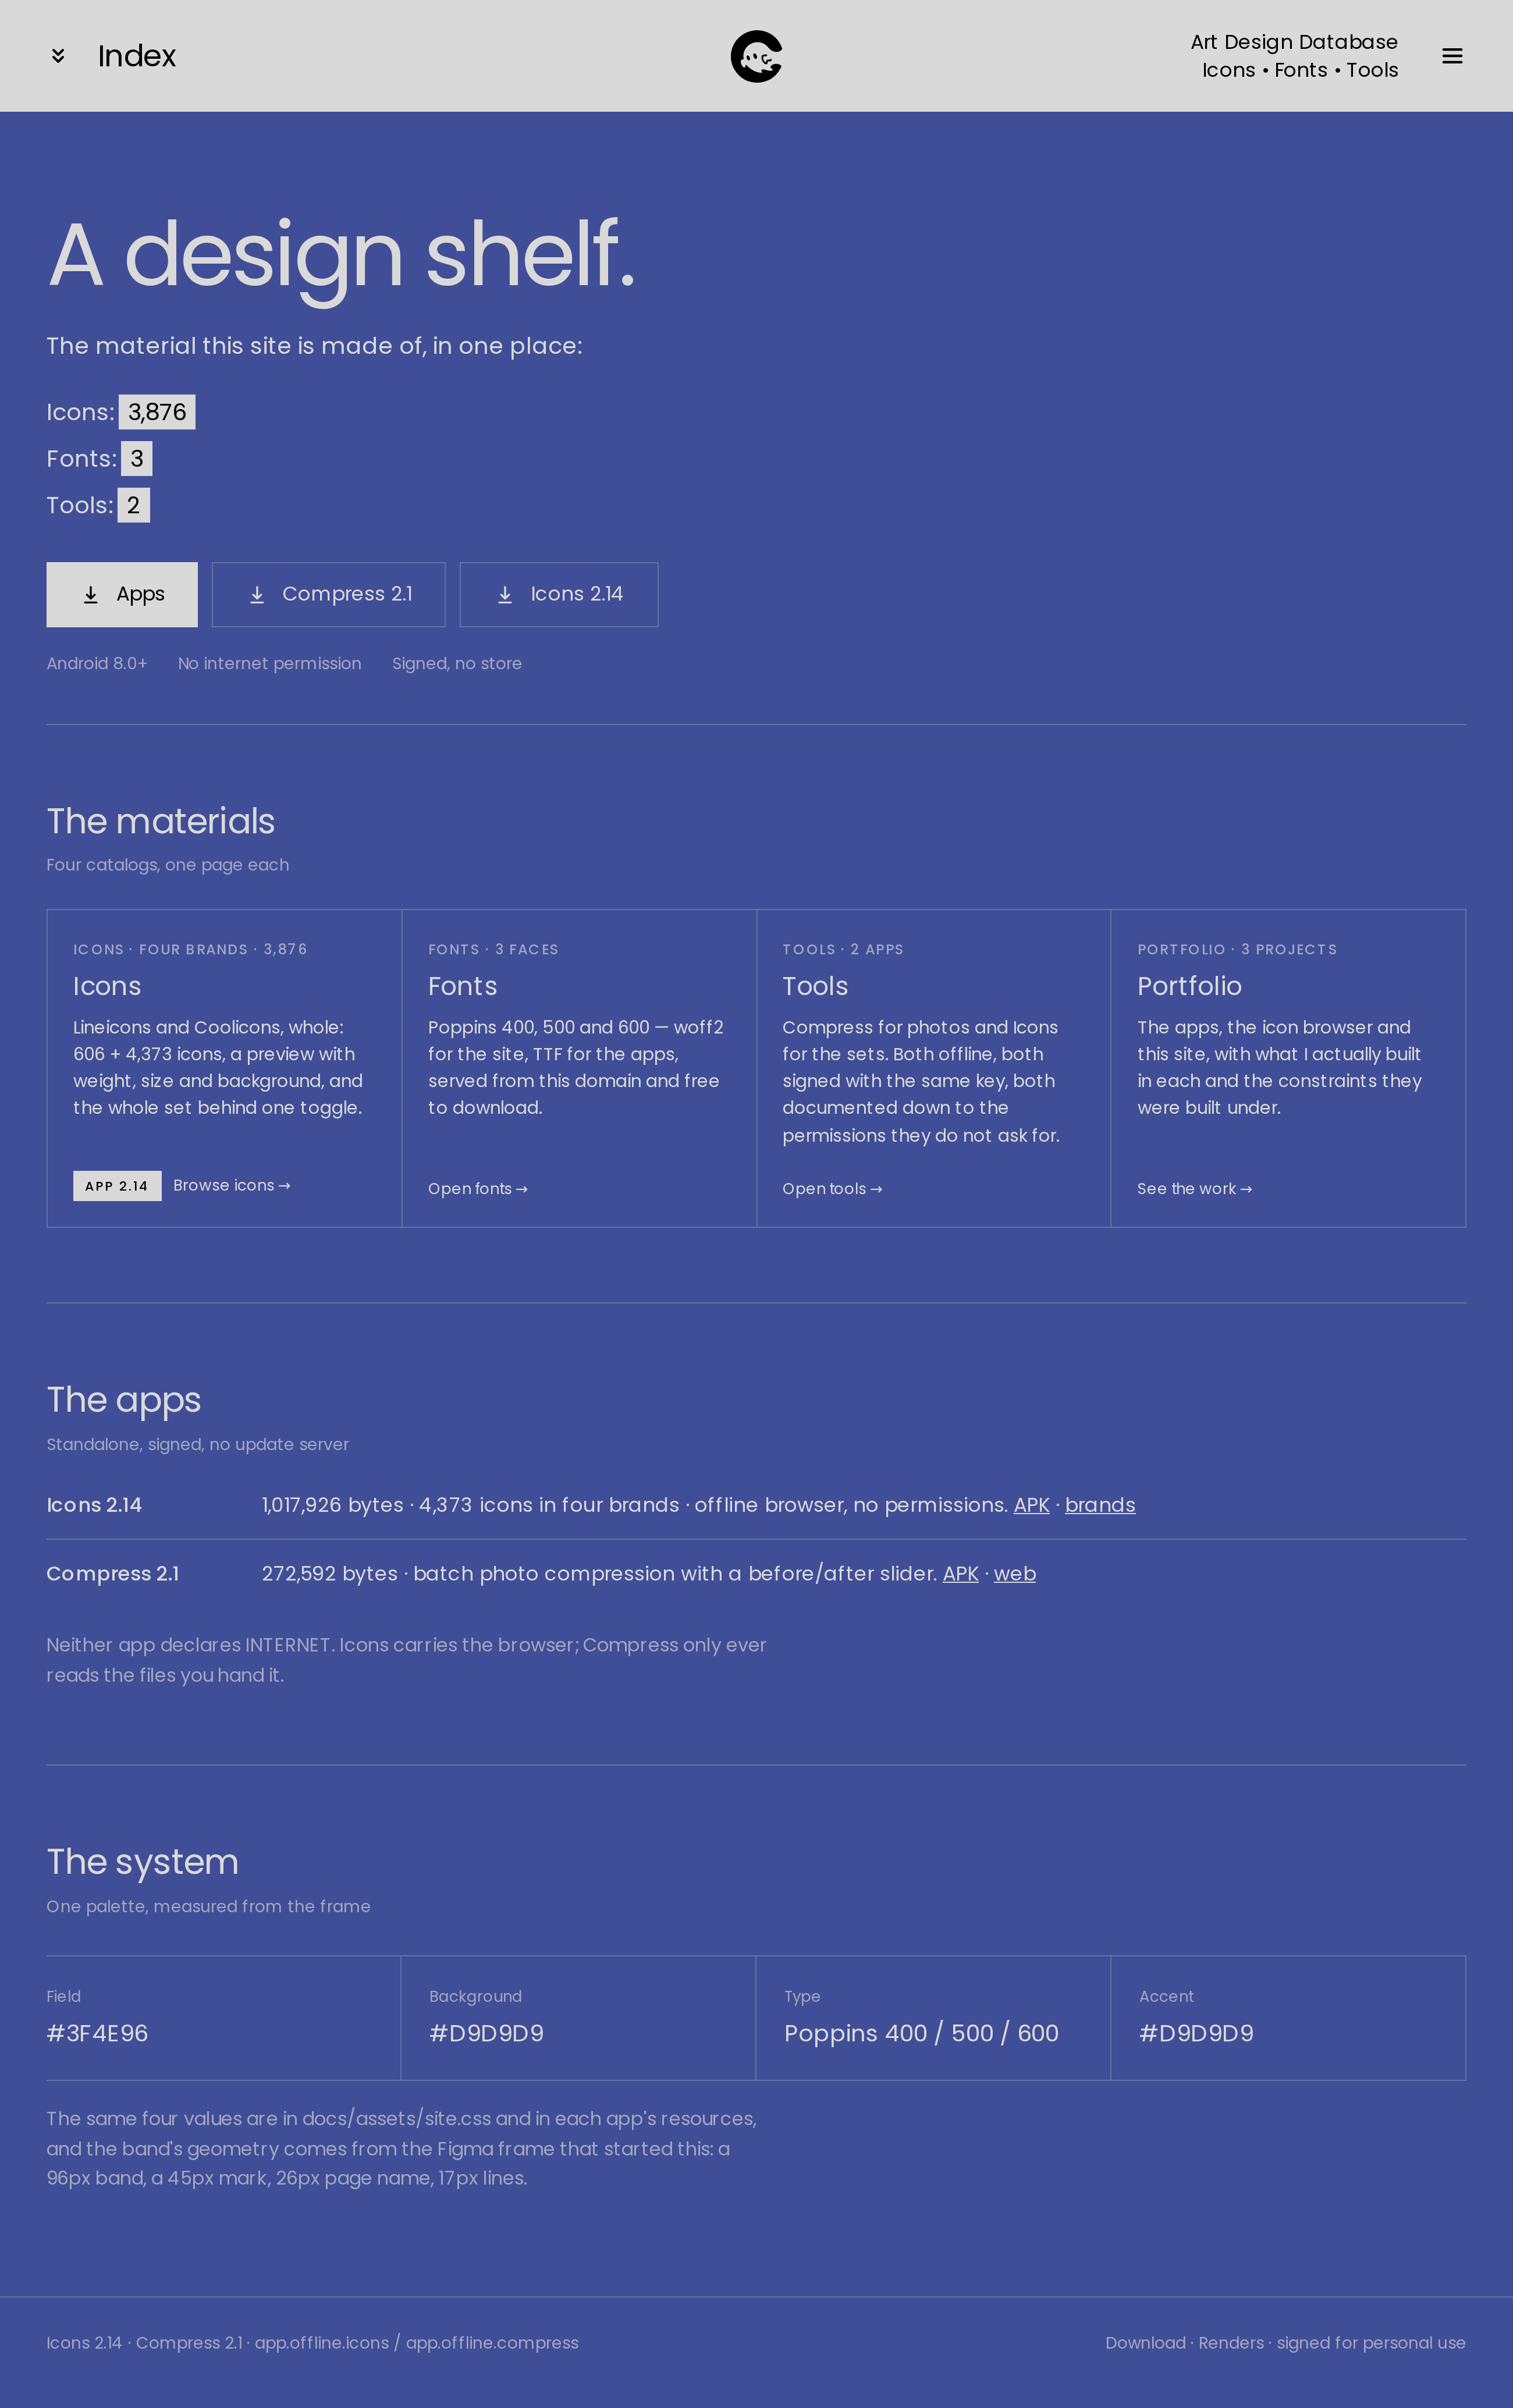 Index
Art Design Database
Icons • Fonts • Tools
A design shelf.
The material this site is made of, in one place:
Icons: 3,876
Fonts: 3
Tools: 2
Apps
Compress 2.1
Icons 2.14
Android 8.0+
No internet permission
Signed, no store
The materials
Four catalogs, one page each
ICONS · FOUR BRANDS · 3,876
Icons
Lineicons and Coolicons, whole:
606 + 4,373 icons, a preview with
weight, size and background, and
the whole set behind one toggle.
APP 2.14 Browse icons →
FONTS · 3 FACES
Fonts
Poppins 400, 500 and 600 — woff2
for the site, TTF for the apps,
served from this domain and free
to download.
Open fonts →
TOOLS · 2 APPS
Tools
Compress for photos and Icons
for the sets. Both offline, both
signed with the same key, both
documented down to the
permissions they do not ask for.
Open tools →
PORTFOLIO · 3 PROJECTS
Portfolio
The apps, the icon browser and
this site, with what I actually built
in each and the constraints they
were built under.
See the work →
The apps
Standalone, signed, no update server
Icons 2.14
1,017,926 bytes · 4,373 icons in four brands · offline browser, no permissions. APK · brands
Compress 2.1
272,592 bytes · batch photo compression with a before/after slider. APK · web
Neither app declares INTERNET. Icons carries the browser; Compress only ever
reads the files you hand it.
The system
One palette, measured from the frame
Field
#3F4E96
Background
#D9D9D9
Type
Poppins 400 / 500 / 600
Accent
#D9D9D9
The same four values are in docs/assets/site.css and in each app's resources,
and the band's geometry comes from the Figma frame that started this: a
96px band, a 45px mark, 26px page name, 17px lines.
Icons 2.14 · Compress 2.1 · app.offline.icons / app.offline.compress
Download · Renders · signed for personal use